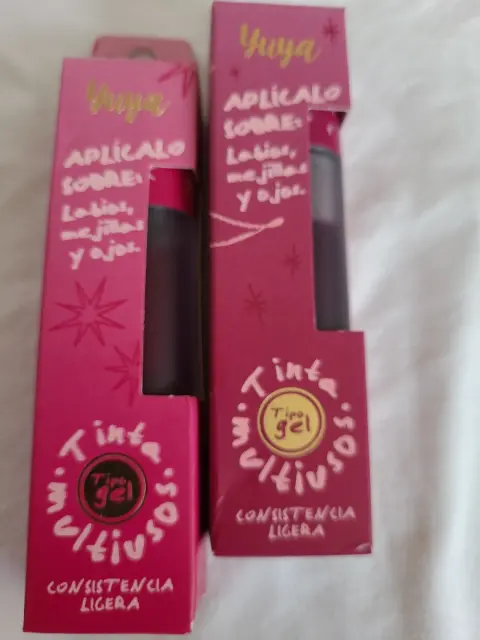 Yuya
APLÍCALO
SOBRE:
Labios,
mejillas
y ojos.
Tinta
multiusos
Tipo
gel
CONSISTENCIA
LIGERA
Yuya
APLÍCALO
SOBRE:
Labios,
mejillas
y ojos.
Tinta
multiusos
Tipo
gel
CONSISTENCIA
LIGERA